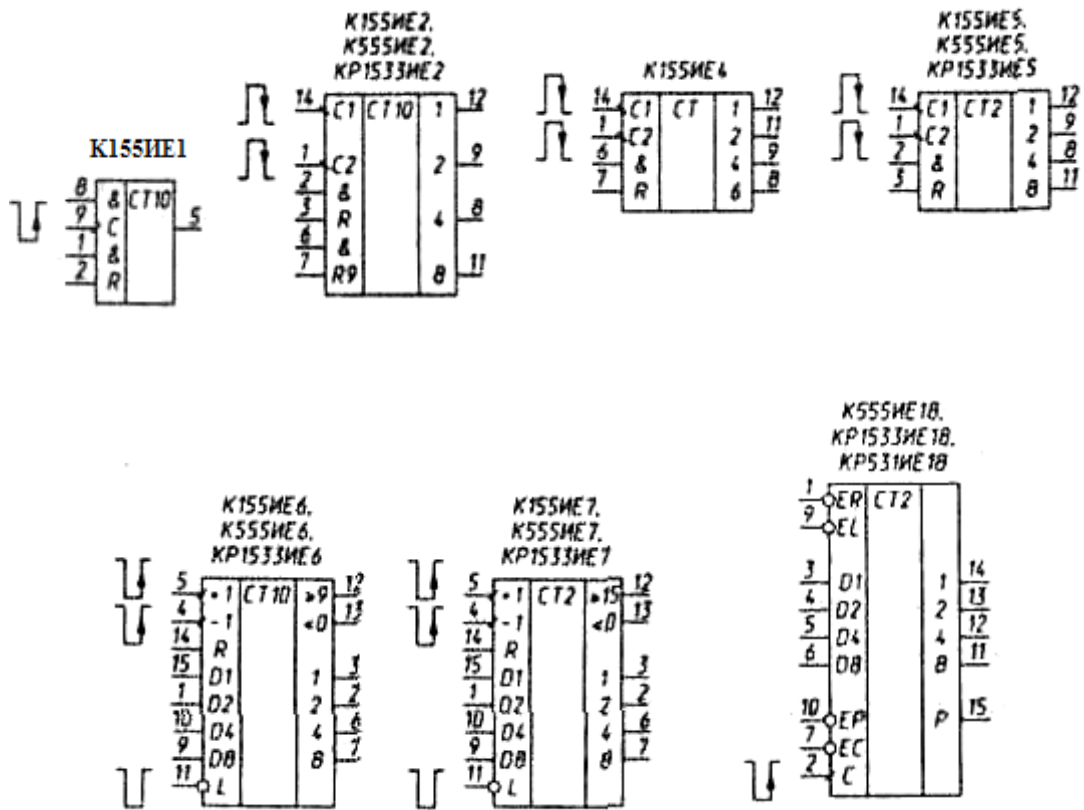 К155ИЕ1
8 & CT10
9 C 5
1 &
2 R
К155ИЕ2,
К555ИЕ2,
КР1533ИЕ2
14 C1 CT10 1 12
1 C2 2 9
2 &
3 R 4 8
6 &
7 R9 8 11
К155ИЕ4
14 C1 CT 1 12
1 C2 2 11
6 & 4 9
7 R 6 8
К155ИЕ5,
К555ИЕ5,
КР1533ИЕ5
14 C1 CT2 1 12
1 C2 2 9
2 & 4 8
3 R 8 11
К155ИЕ6,
К555ИЕ6,
КР1533ИЕ6
5 +1 CT10 ≥9 12
4 -1 <0 13
14 R
15 D1 1 3
1 D2 2 2
10 D4 4 6
9 D8 8 7
11 L
К155ИЕ7,
К555ИЕ7,
КР1533ИЕ7
5 +1 CT2 ≥15 12
4 -1 <0 13
14 R
15 D1 1 3
1 D2 2 2
10 D4 4 6
9 D8 8 7
11 L
К555ИЕ18,
КР1533ИЕ18,
КР531ИЕ18
1 ER CT2
9 EL
3 D1 1 14
4 D2 2 13
5 D4 4 12
6 D8 8 11
10 EP P 15
7 EC
2 C